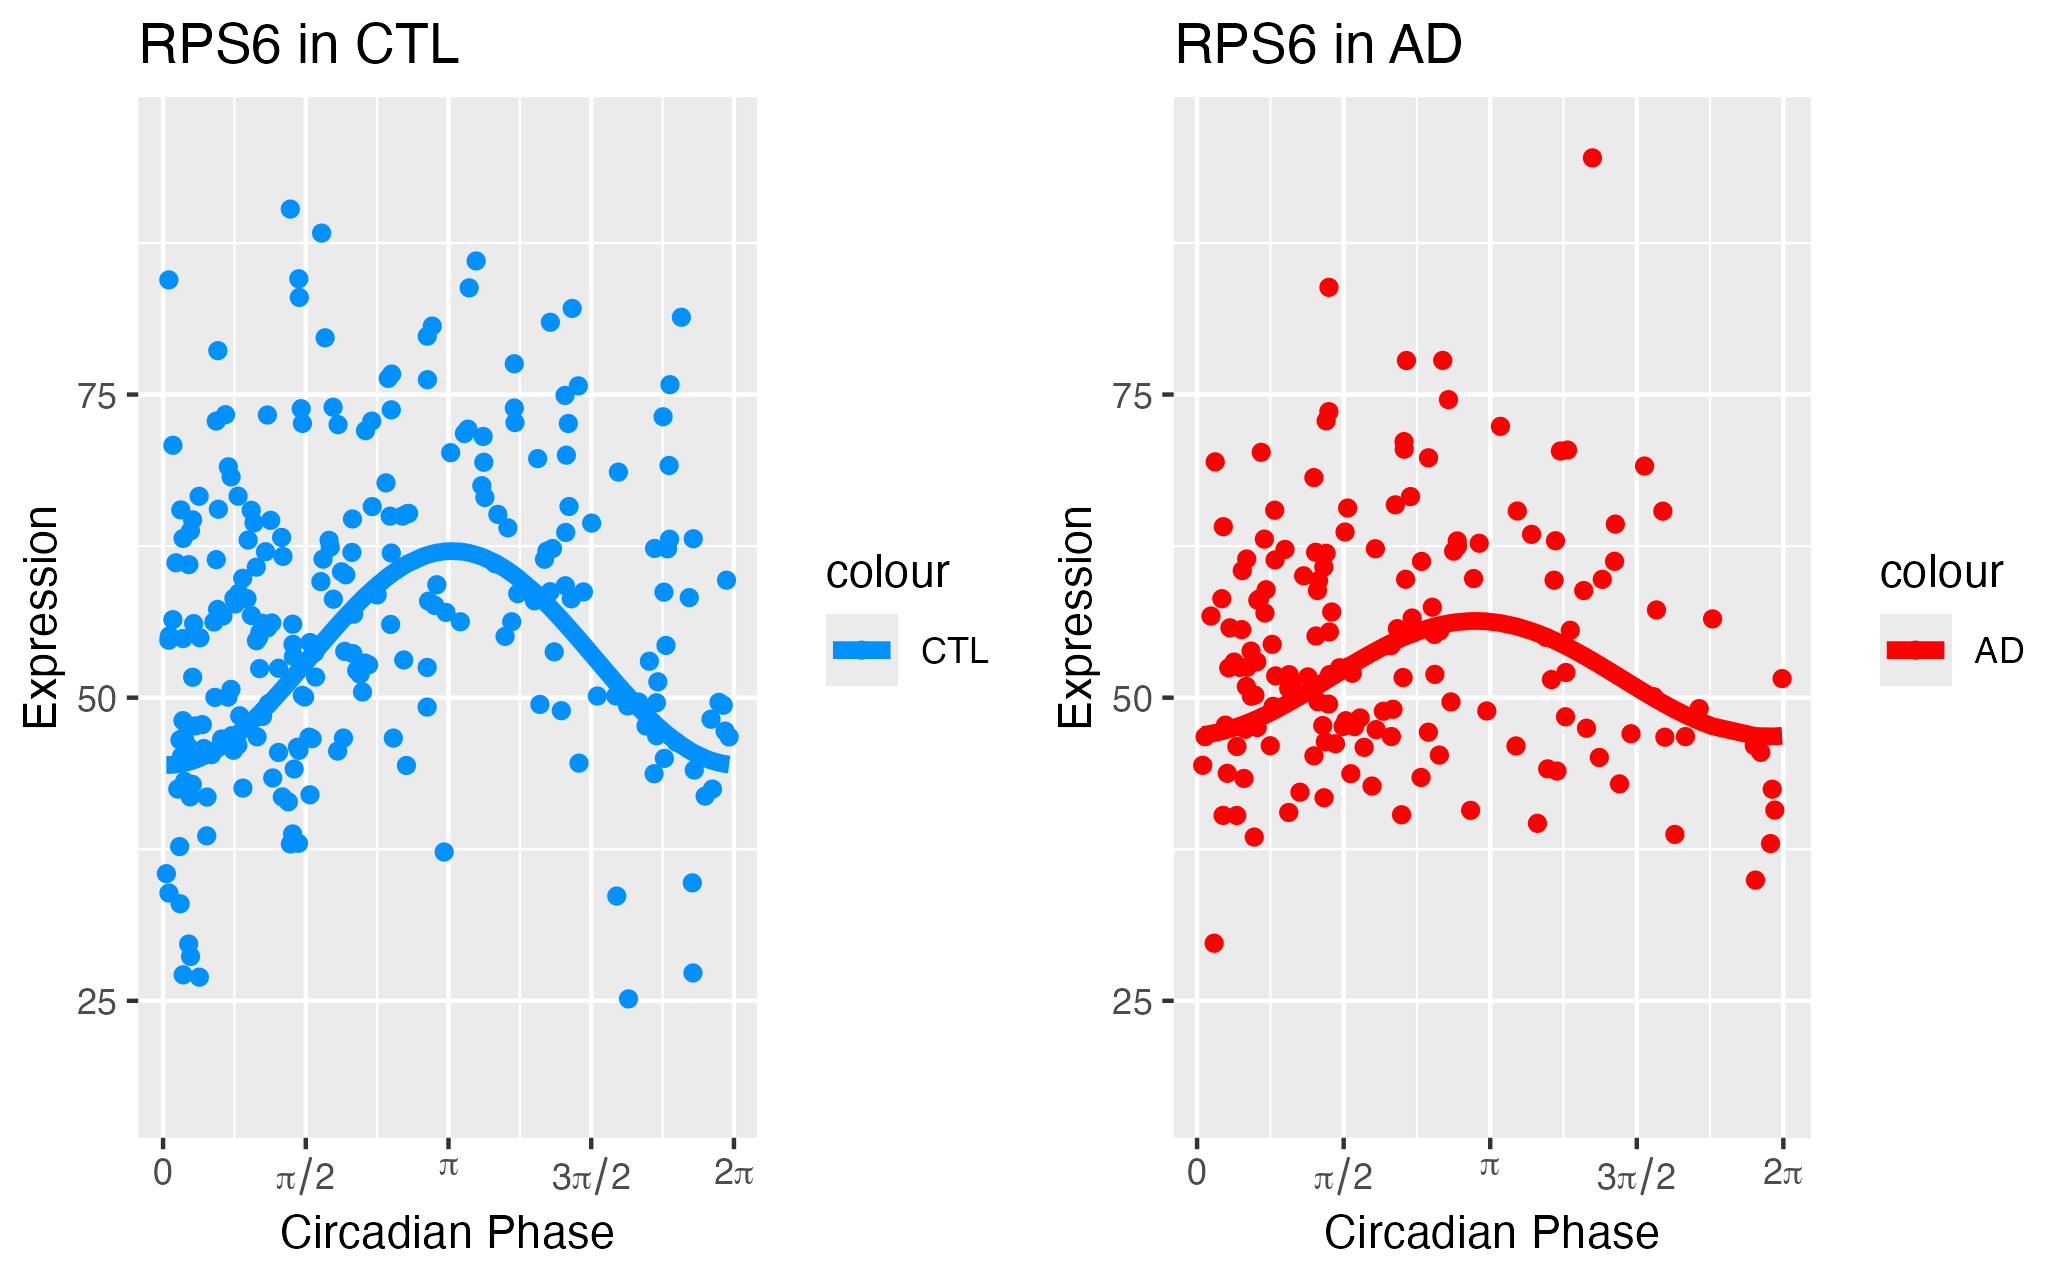 RPS6 in CTL
Expression
75
50
25
0 π/2 π 3π/2 2π
Circadian Phase
colour
CTL
RPS6 in AD
Expression
75
50
25
0 π/2 π 3π/2 2π
Circadian Phase
colour
AD